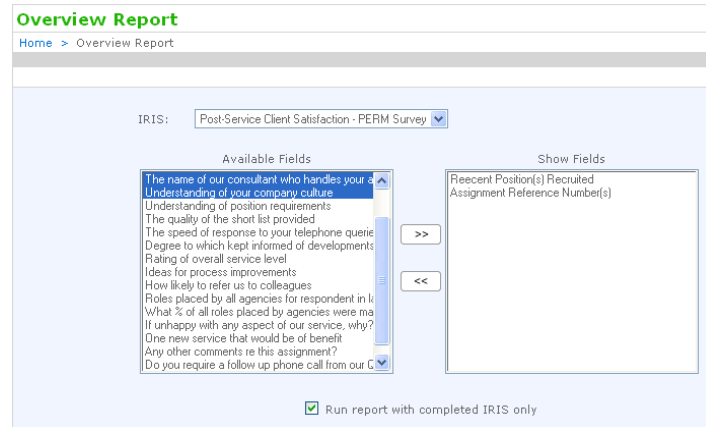 Overview Report
Home > Overview Report
IRIS: Post-Service Client Satisfaction - PERM Survey
Available Fields
The name of our consultant who handles your a
Understanding of your company culture
Understanding of position requirements
The quality of the short list provided
The speed of response to your telephone querie
Degree to which kept informed of developments
Rating of overall service level
Ideas for process improvements
How likely to refer us to colleagues
Roles placed by all agencies for respondent in la
What % of all roles placed by agencies were ma
If unhappy with any aspect of our service, why?
One new service that would be of benefit
Any other comments re this assignment?
Do you require a follow up phone call from our
>>
<<
Show Fields
Reecent Position(s) Recruited
Assignment Reference Number(s)
Run report with completed IRIS only